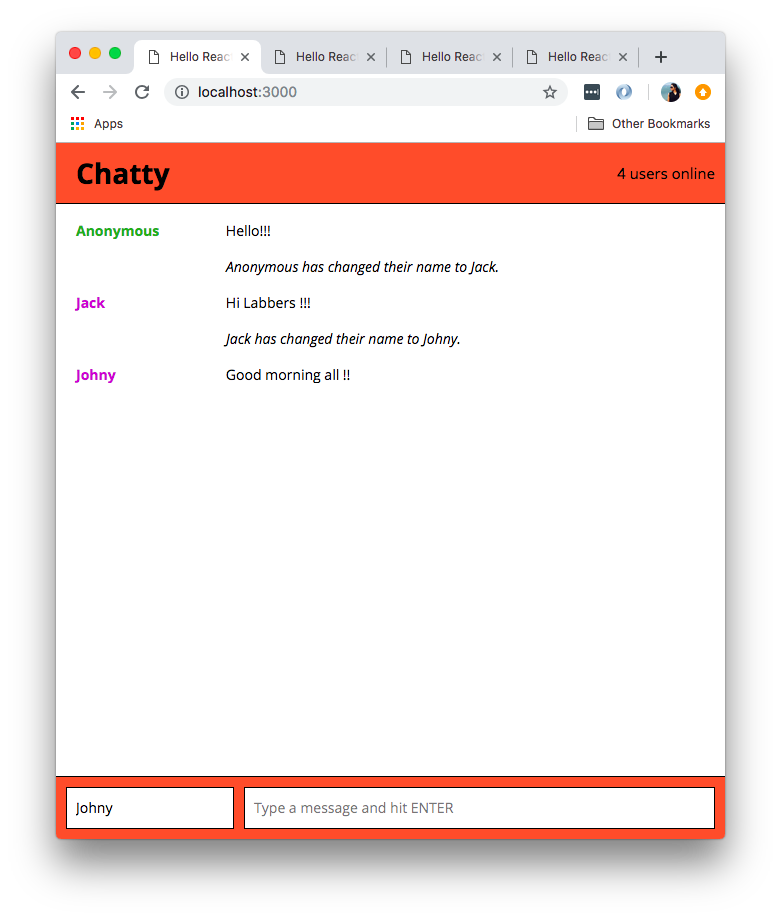 Hello Reac Hello Reac Hello Reac Hello Reac
localhost:3000
Apps Other Bookmarks
Chatty 4 users online
Anonymous Hello!!!
Anonymous has changed their name to Jack.
Jack Hi Labbers !!!
Jack has changed their name to Johny.
Johny Good morning all !!
Johny Type a message and hit ENTER